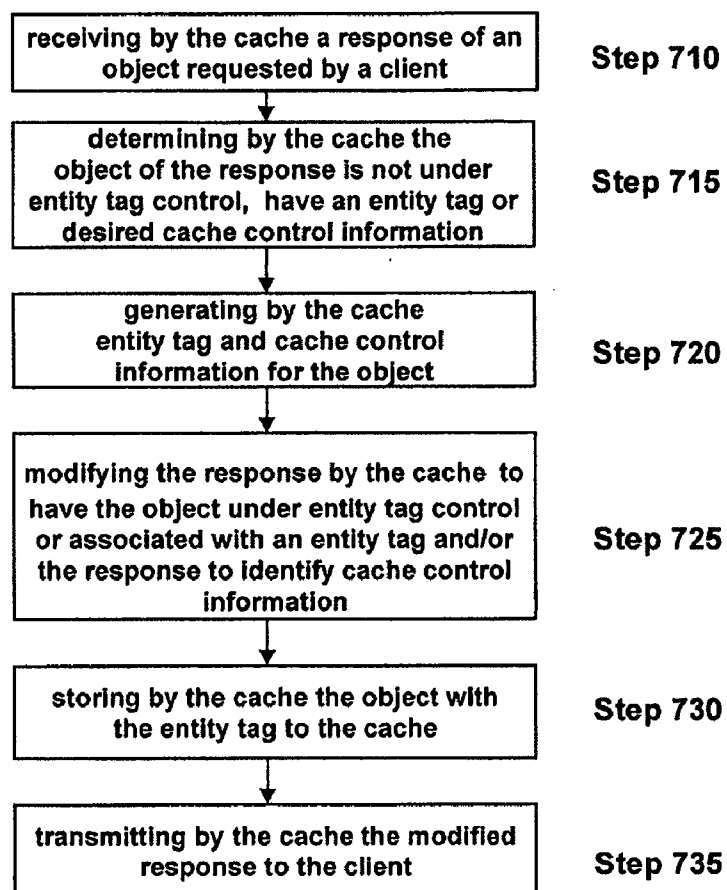 receiving by the cache a response of an
object requested by a client
Step 710
determining by the cache the
object of the response is not under
entity tag control, have an entity tag or
desired cache control information
Step 715
generating by the cache
entity tag and cache control
information for the object
Step 720
modifying the response by the cache to
have the object under entity tag control
or associated with an entity tag and/or
the response to identify cache control
information
Step 725
storing by the cache the object with
the entity tag to the cache
Step 730
transmitting by the cache the modified
response to the client
Step 735